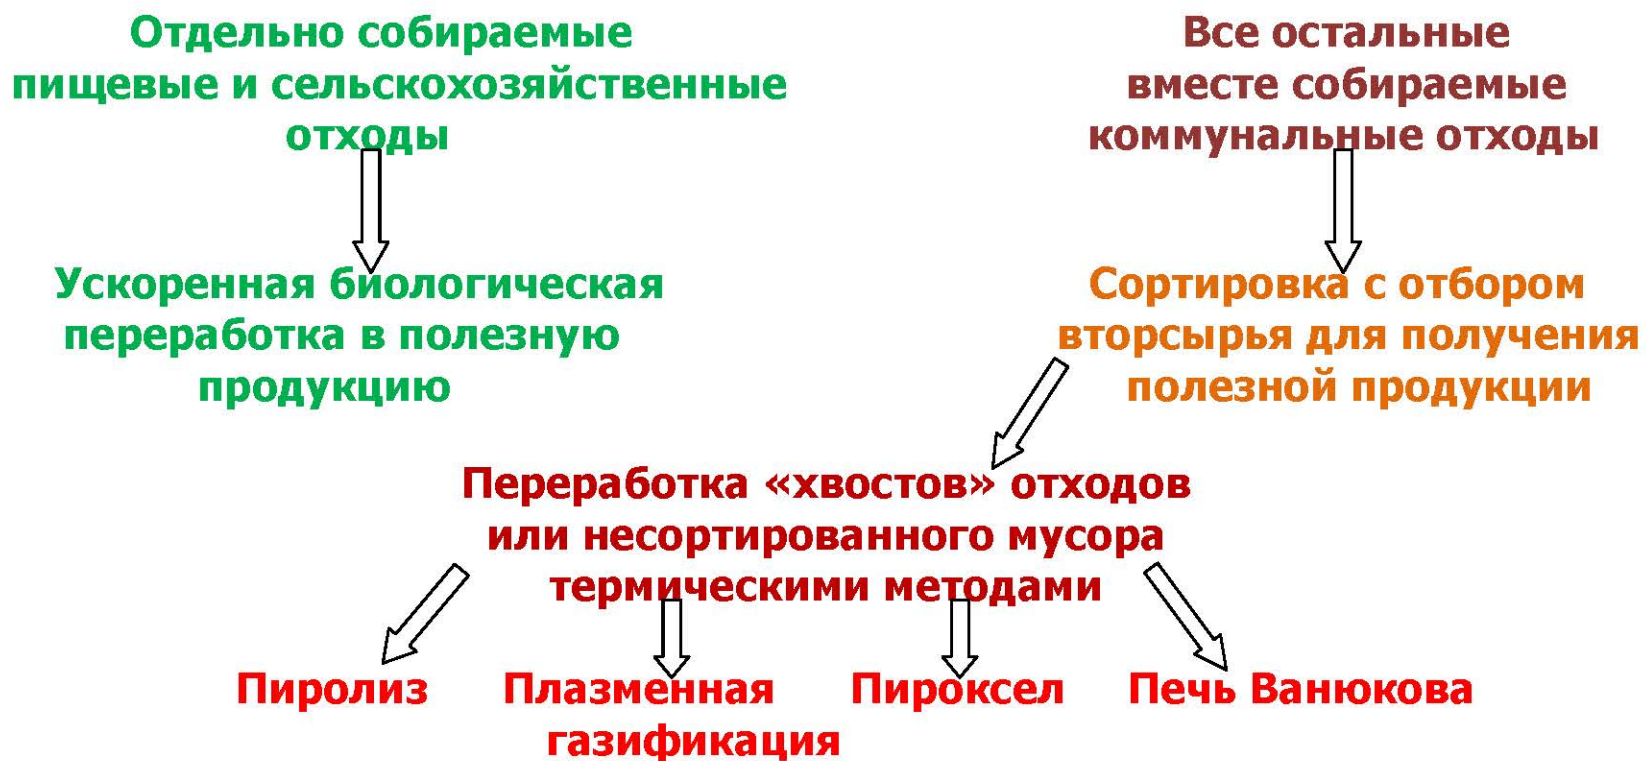 Отдельно собираемые
пищевые и сельскохозяйственные
отходы
Все остальные
вместе собираемые
коммунальные отходы
Ускоренная биологическая
переработка в полезную
продукцию
Сортировка с отбором
вторсырья для получения
полезной продукции
Переработка «хвостов» отходов
или несортированного мусора
термическими методами
Пиролиз
Плазменная
газификация
Пироксел
Печь Ванюкова